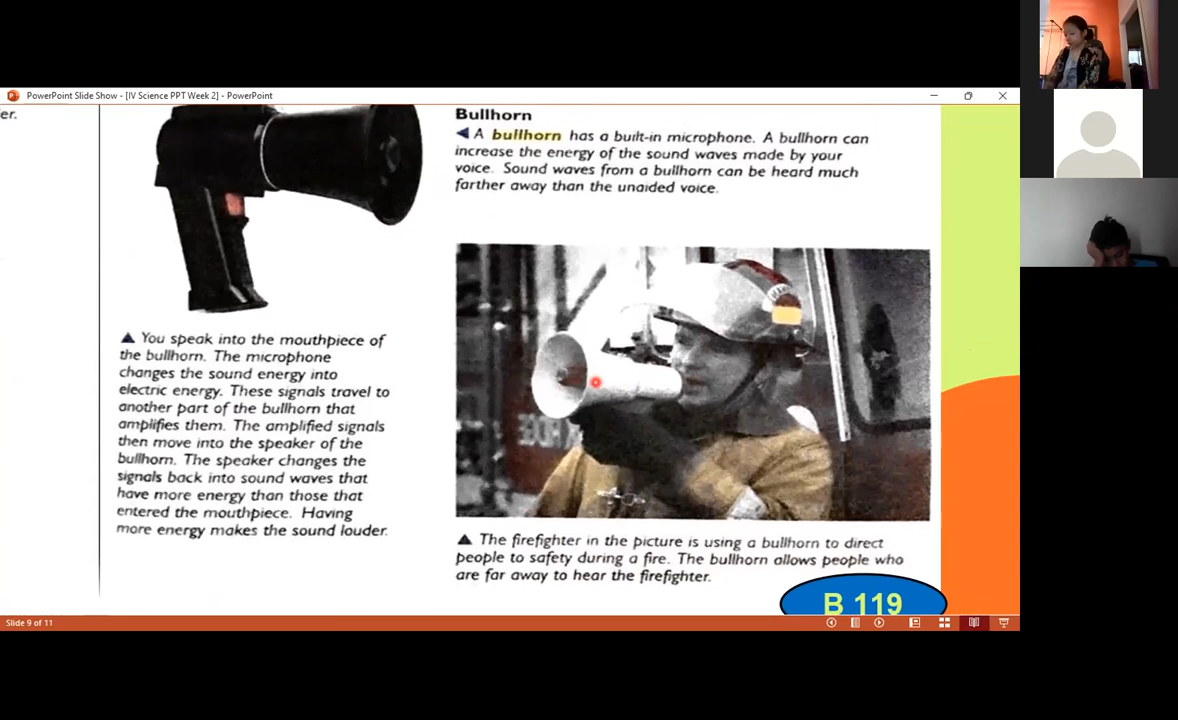 PowerPoint Slide Show - [IV Science PPT Week 2] - PowerPoint
er.
Bullhorn
A bullhorn has a built-in microphone. A bullhorn can
increase the energy of the sound waves made by your
voice. Sound waves from a bullhorn can be heard much
farther away than the unaided voice.
You speak into the mouthpiece of
the bullhorn. The microphone
changes the sound energy into
electric energy. These signals travel to
another part of the bullhorn that
amplifies them. The amplified signals
then move into the speaker of the
bullhorn. The speaker changes the
signals back into sound waves that
have more energy than those that
entered the mouthpiece. Having
more energy makes the sound louder.
The firefighter in the picture is using a bullhorn to direct
people to safety during a fire. The bullhorn allows people who
are far away to hear the firefighter.
B 119
Slide 9 of 11